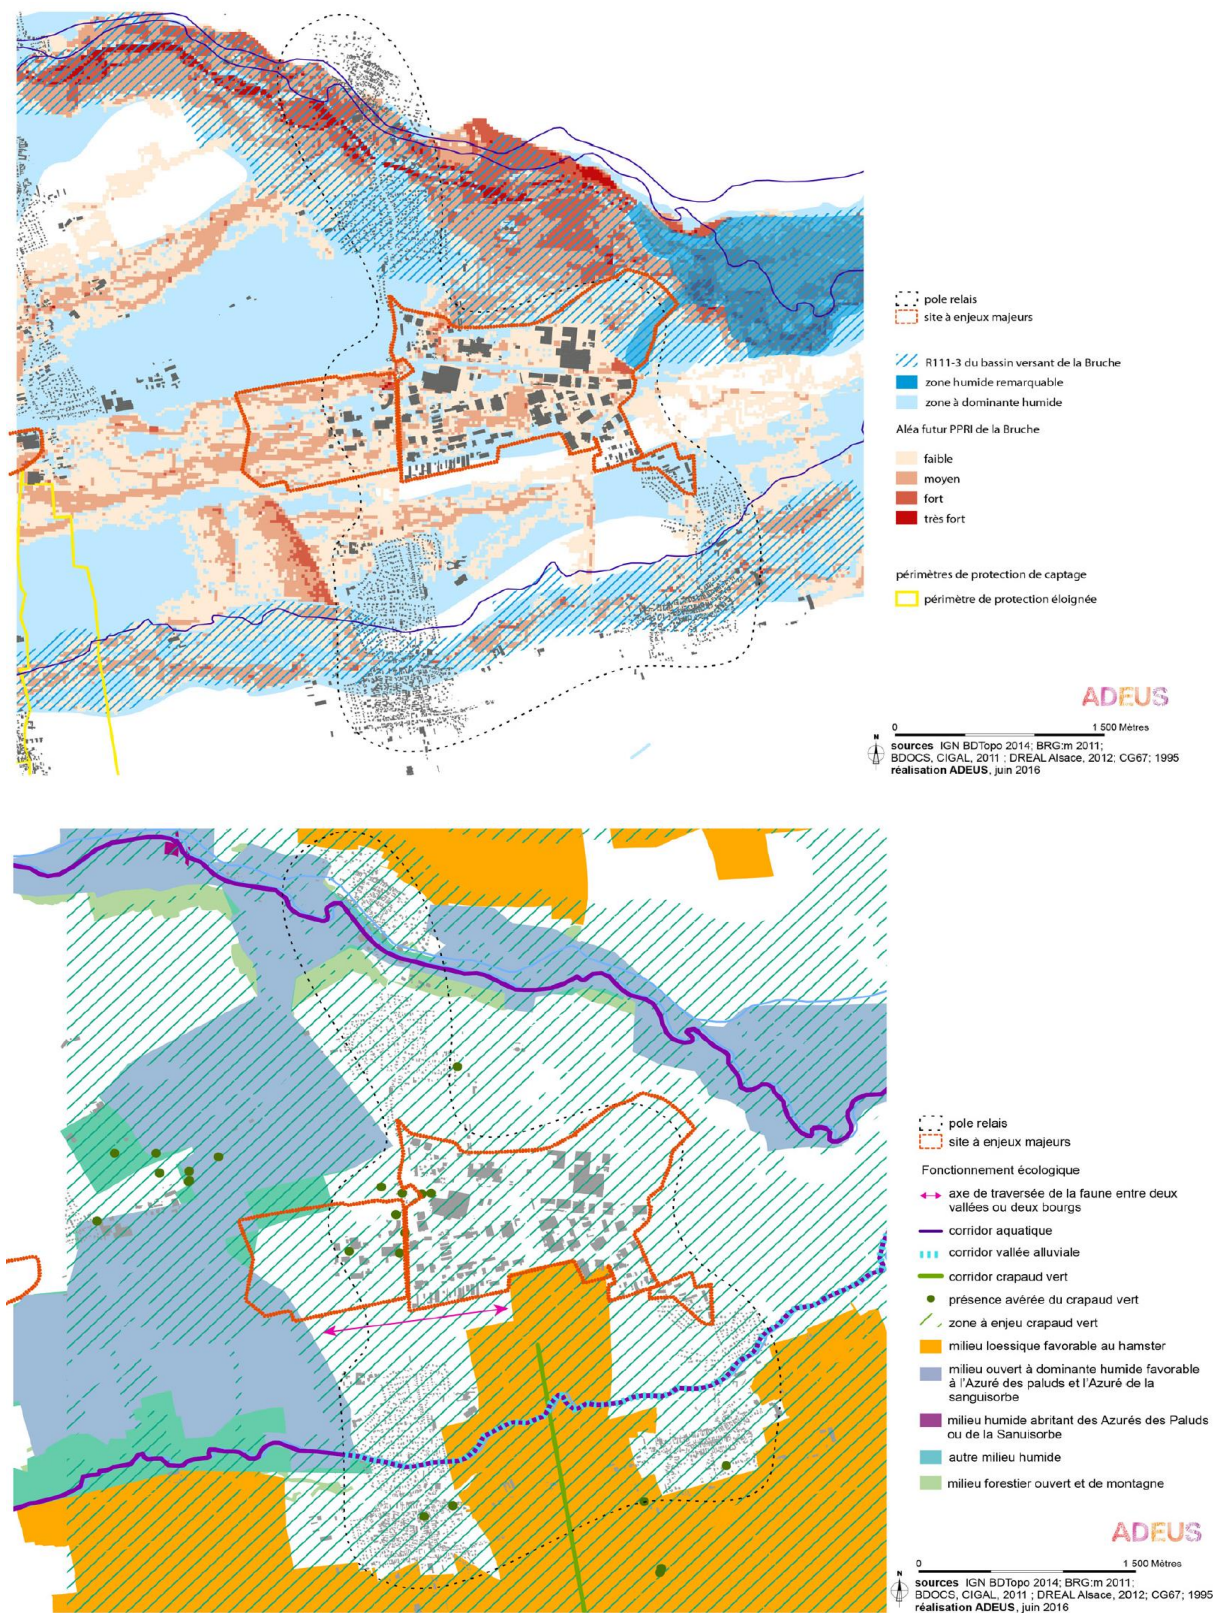 pole relais
site à enjeux majeurs
R111-3 du bassin versant de la Bruche
zone humide remarquable
zone à dominante humide
Aléa futur PPRI de la Bruche
faible
moyen
fort
très fort
périmètres de protection de captage
périmètre de protection éloignée
ADEUS
0 1 500 Mètres
N
sources IGN BDTopo 2014; BRG:m 2011;
BDOCS, CIGAL, 2011 ; DREAL Alsace, 2012; CG67; 1995
réalisation ADEUS, juin 2016
pole relais
site à enjeux majeurs
Fonctionnement écologique
axe de traversée de la faune entre deux
vallées ou deux bourgs
corridor aquatique
corridor vallée alluviale
corridor crapaud vert
présence avérée du crapaud vert
zone à enjeu crapaud vert
milieu loessique favorable au hamster
milieu ouvert à dominante humide favorable
à l'Azuré des paluds et l'Azuré de la
sanguisorbe
milieu humide abritant des Azurés des Paluds
ou de la Sanuisorbe
autre milieu humide
milieu forestier ouvert et de montagne
ADEUS
0 1 500 Mètres
N
sources IGN BDTopo 2014; BRG:m 2011;
BDOCS, CIGAL, 2011 ; DREAL Alsace, 2012; CG67; 1995
réalisation ADEUS, juin 2016